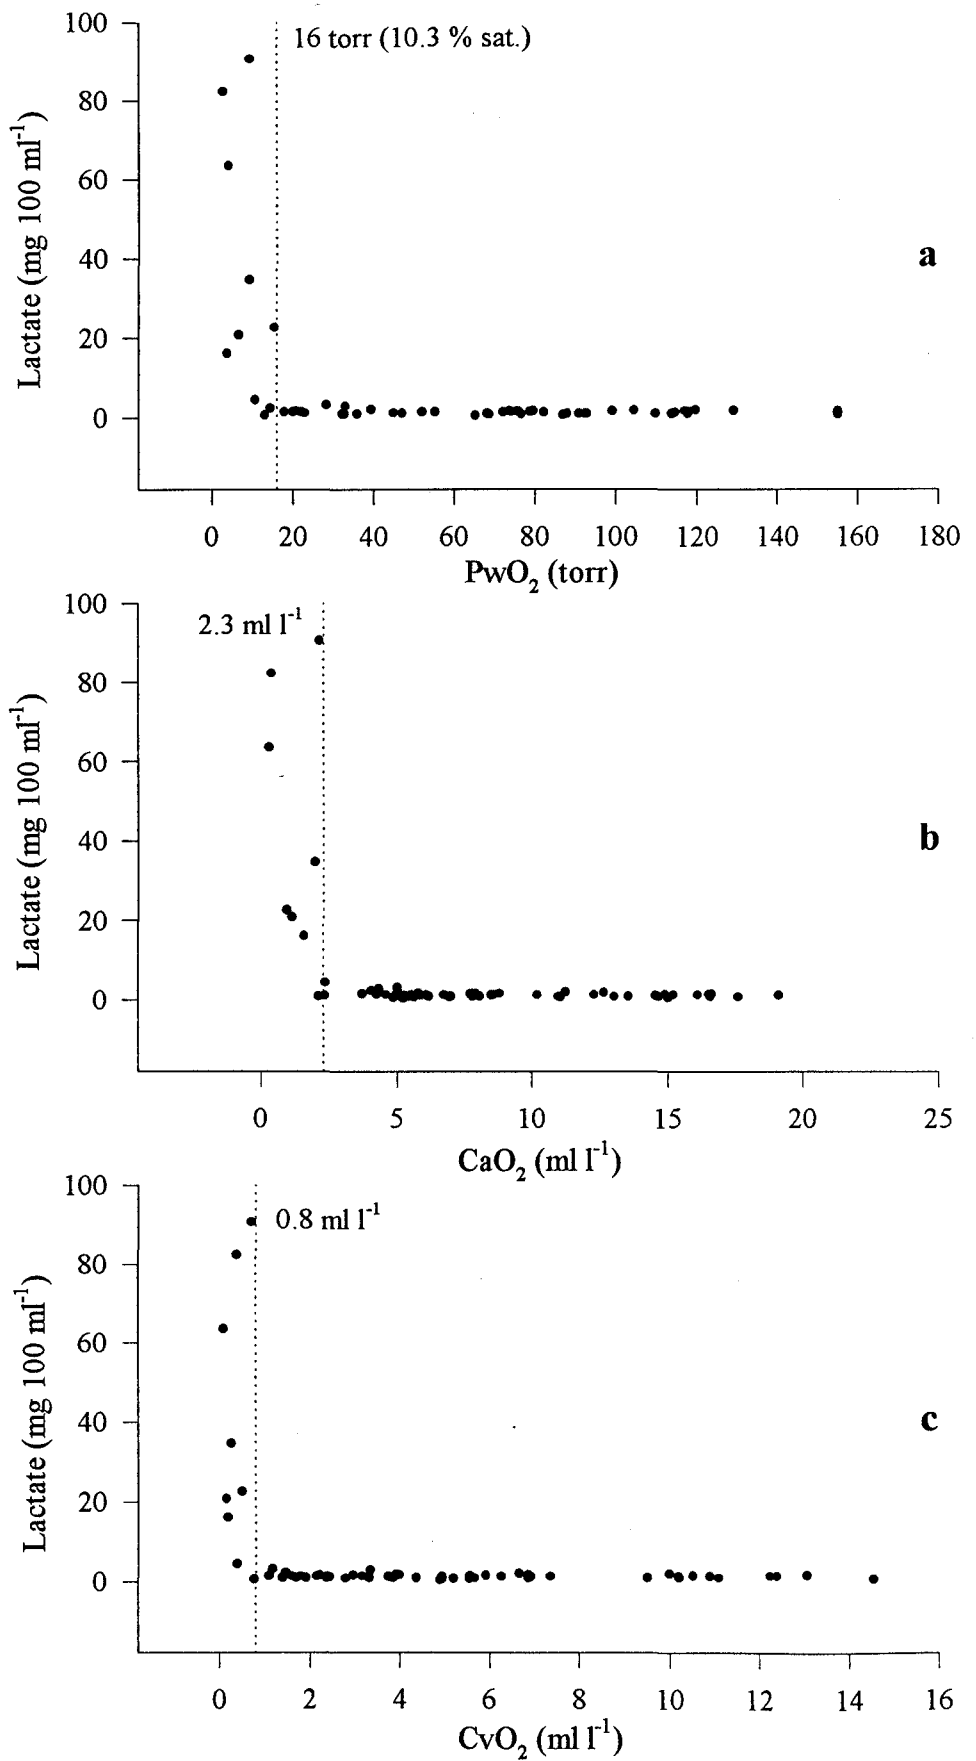 100
16 torr (10.3 % sat.)
80
60
40
20
0
Lactate (mg 100 ml⁻¹)
a
0 20 40 60 80 100 120 140 160 180
PwO₂ (torr)
100
2.3 ml l⁻¹
80
60
40
20
0
Lactate (mg 100 ml⁻¹)
b
0 5 10 15 20 25
CaO₂ (ml l⁻¹)
100
0.8 ml l⁻¹
80
60
40
20
0
Lactate (mg 100 ml⁻¹)
c
0 2 4 6 8 10 12 14 16
CvO₂ (ml l⁻¹)